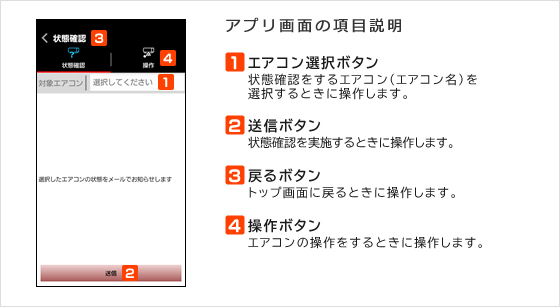 状態確認 3
状態確認 操作 4
対象エアコン 選択してください 1
選択したエアコンの状態をメールでお知らせします
送信 2
アプリ画面の項目説明
1 エアコン選択ボタン
状態確認をするエアコン(エアコン名)を
選択するときに操作します。
2 送信ボタン
状態確認を実施するときに操作します。
3 戻るボタン
トップ画面に戻るときに操作します。
4 操作ボタン
エアコンの操作をするときに操作します。